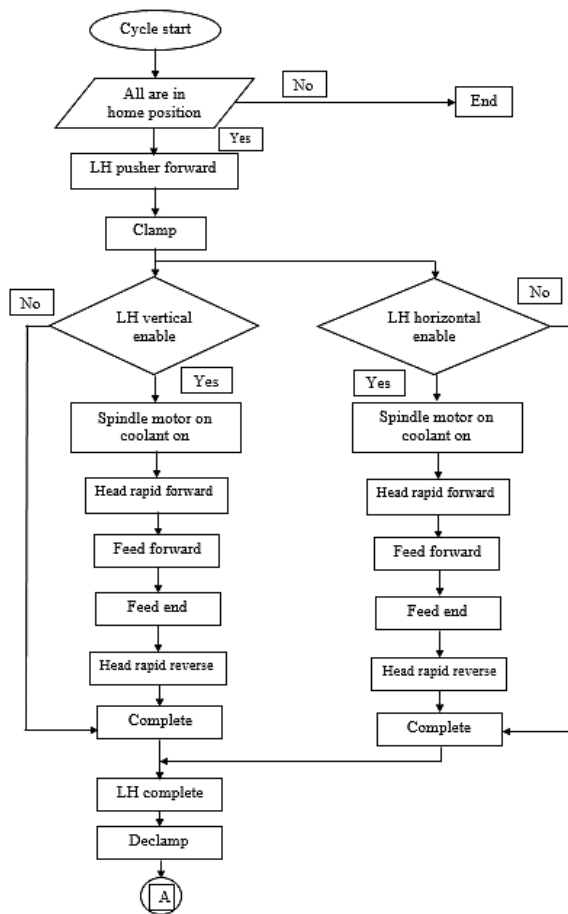 Cycle start
All are in
home position
No
End
Yes
LH pusher forward
Clamp
No
LH vertical
enable
Yes
Spindle motor on
coolant on
Head rapid forward
Feed forward
Feed end
Head rapid reverse
Complete
LH horizontal
enable
No
Yes
Spindle motor on
coolant on
Head rapid forward
Feed forward
Feed end
Head rapid reverse
Complete
LH complete
Declamp
A